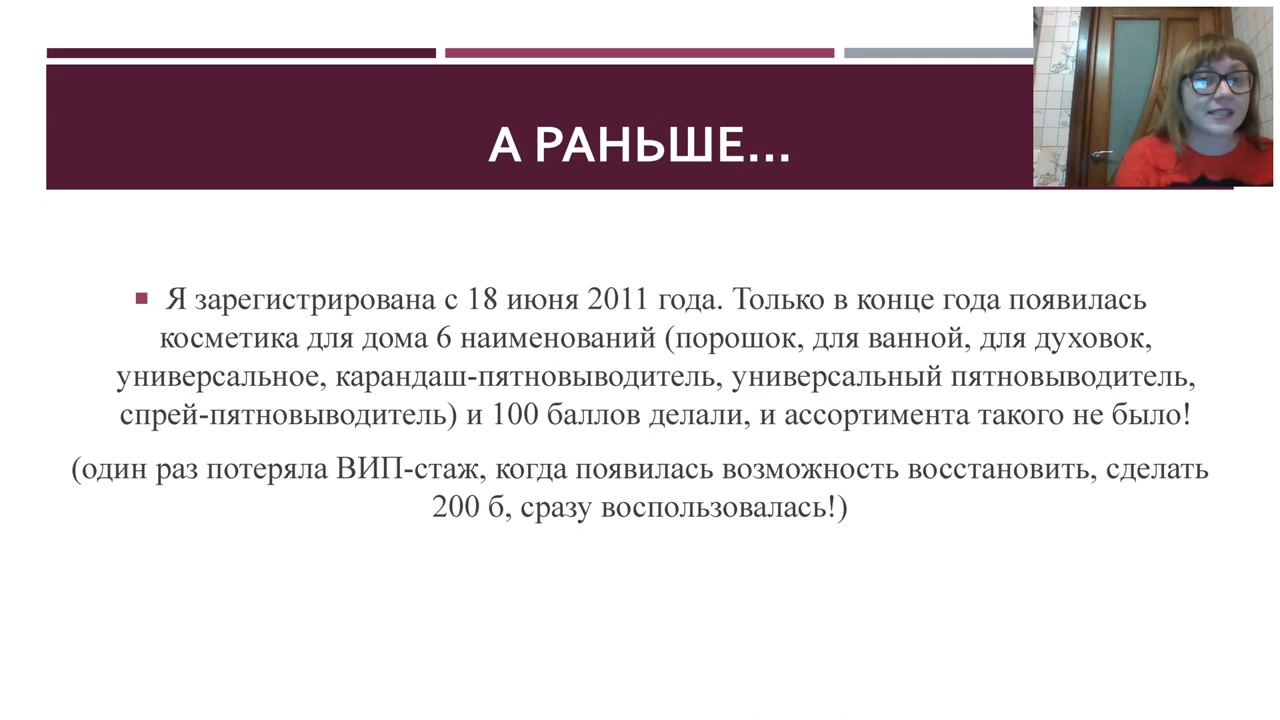 А РАНЬШЕ...
Я зарегистрирована с 18 июня 2011 года. Только в конце года появилась
косметика для дома 6 наименований (порошок, для ванной, для духовок,
универсальное, карандаш-пятновыводитель, универсальный пятновыводитель,
спрей-пятновыводитель) и 100 баллов делали, и ассортимента такого не было!
(один раз потеряла ВИП-стаж, когда появилась возможность восстановить, сделать
200 б, сразу воспользовалась!)